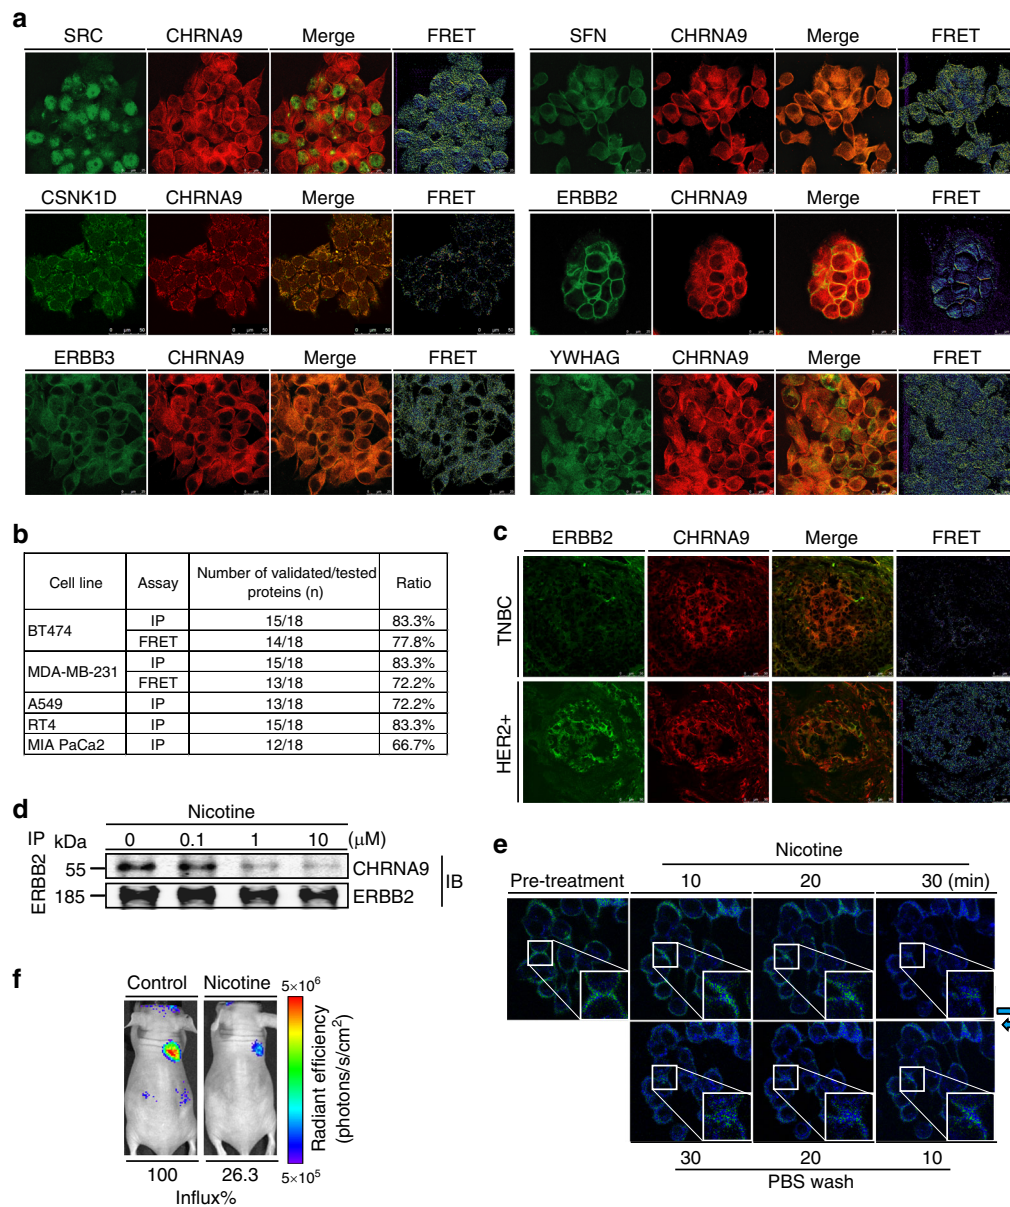 a
SRC CHRNA9 Merge FRET
SFN CHRNA9 Merge FRET
CSNK1D CHRNA9 Merge FRET
ERBB2 CHRNA9 Merge FRET
ERBB3 CHRNA9 Merge FRET
YWHAG CHRNA9 Merge FRET
b
Cell line Assay Number of validated/tested proteins (n) Ratio
BT474 IP 15/18 83.3%
FRET 14/18 77.8%
MDA-MB-231 IP 15/18 83.3%
FRET 13/18 72.2%
A549 IP 13/18 72.2%
RT4 IP 15/18 83.3%
MIA PaCa2 IP 12/18 66.7%
c
ERBB2 CHRNA9 Merge FRET
TNBC
HER2+
d
Nicotine
IP kDa 0 0.1 1 10 (μM)
ERBB2
55 CHRNA9
185 ERBB2
IB
e
Nicotine
Pre-treatment 10 20 30 (min)
30 20 10
PBS wash
f
Control Nicotine
5×10⁶
5×10⁵
Radiant efficiency
(photons/s/cm²)
100 26.3
Influx%